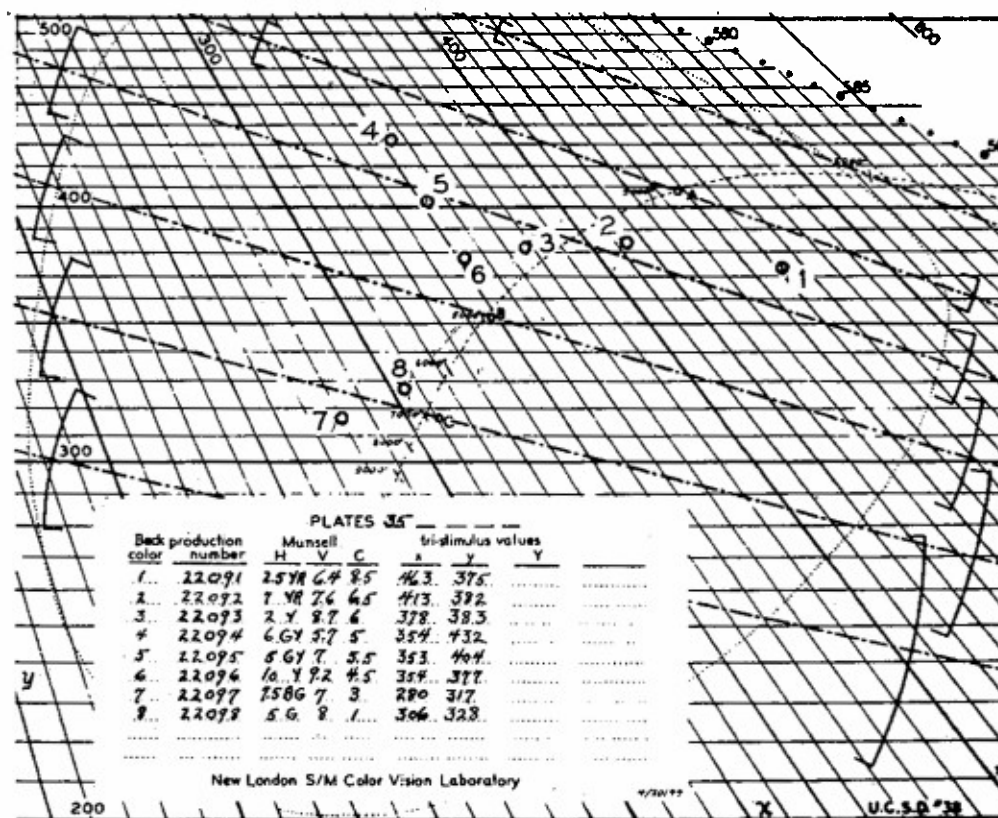 500
300
400
580
600
585
4
5
400
2
3
1
6
B
8
7
C
300
PLATES 35
Beck production Munsell tri-stimulus values
color number H V C x y Y
1 22091 2.5YR 6.4 8.5 463 375
2 22092 7 YR 7.6 6.5 413 382
3 22093 2 Y 8.7 6 378 383
4 22094 6 GY 5.7 5 354 432
5 22095 5 GY 7 5.5 353 404
6 22096 10 Y 9.2 4.5 354 377
7 22097 7.5BG 7 3 280 317
8 22098 5 G 8 1 306 328
y
New London S/M Color Vision Laboratory
200
x
U.C.S.D. #38